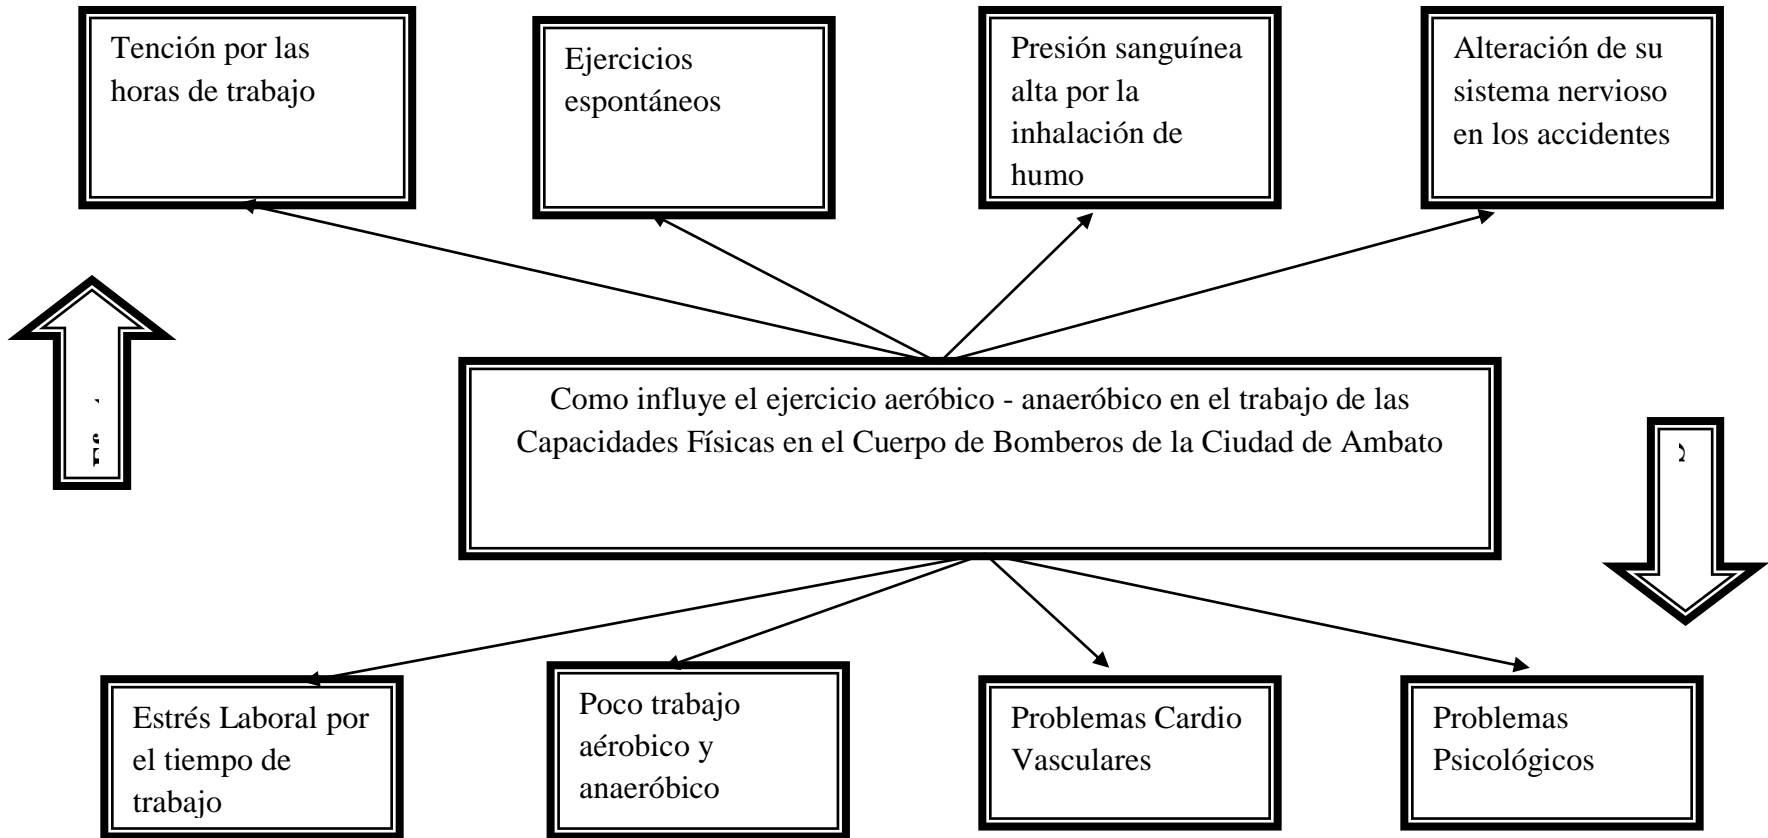 Tención por las
horas de trabajo
Ejercicios
espontáneos
Presión sanguínea
alta por la
inhalación de
humo
Alteración de su
sistema nervioso
en los accidentes
Como influye el ejercicio aeróbico - anaeróbico en el trabajo de las
Capacidades Físicas en el Cuerpo de Bomberos de la Ciudad de Ambato
Estrés Laboral por
el tiempo de
trabajo
Poco trabajo
aérobico y
anaeróbico
Problemas Cardio
Vasculares
Problemas
Psicológicos